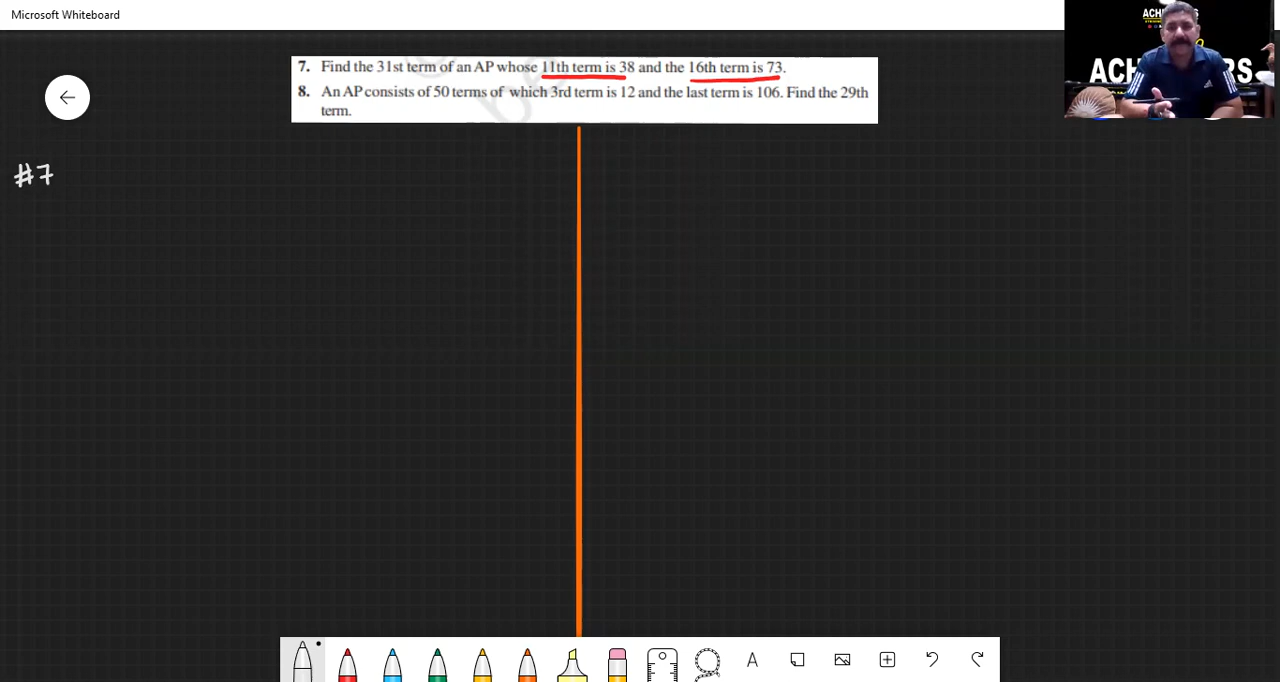 Microsoft Whiteboard
7. Find the 31st term of an AP whose 11th term is 38 and the 16th term is 73.
8. An AP consists of 50 terms of which 3rd term is 12 and the last term is 106. Find the 29th
term.
#7
A